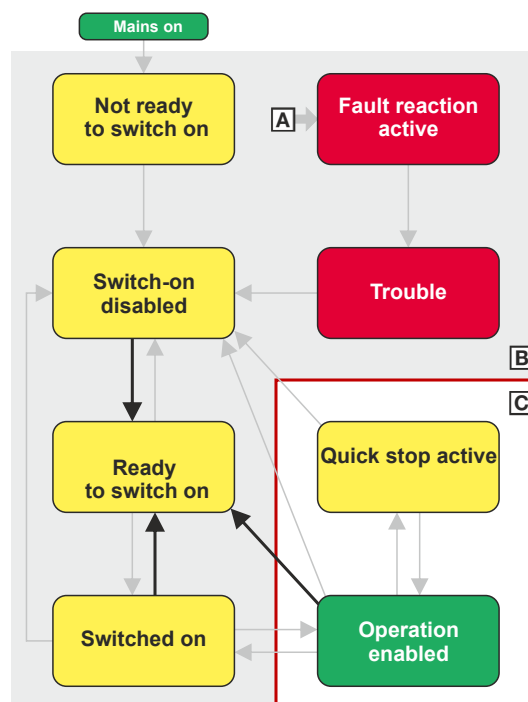 Mains on
Not ready
to switch on
A
Fault reaction
active
Switch-on
disabled
Trouble
B
C
Ready
to switch on
Quick stop active
Switched on
Operation
enabled